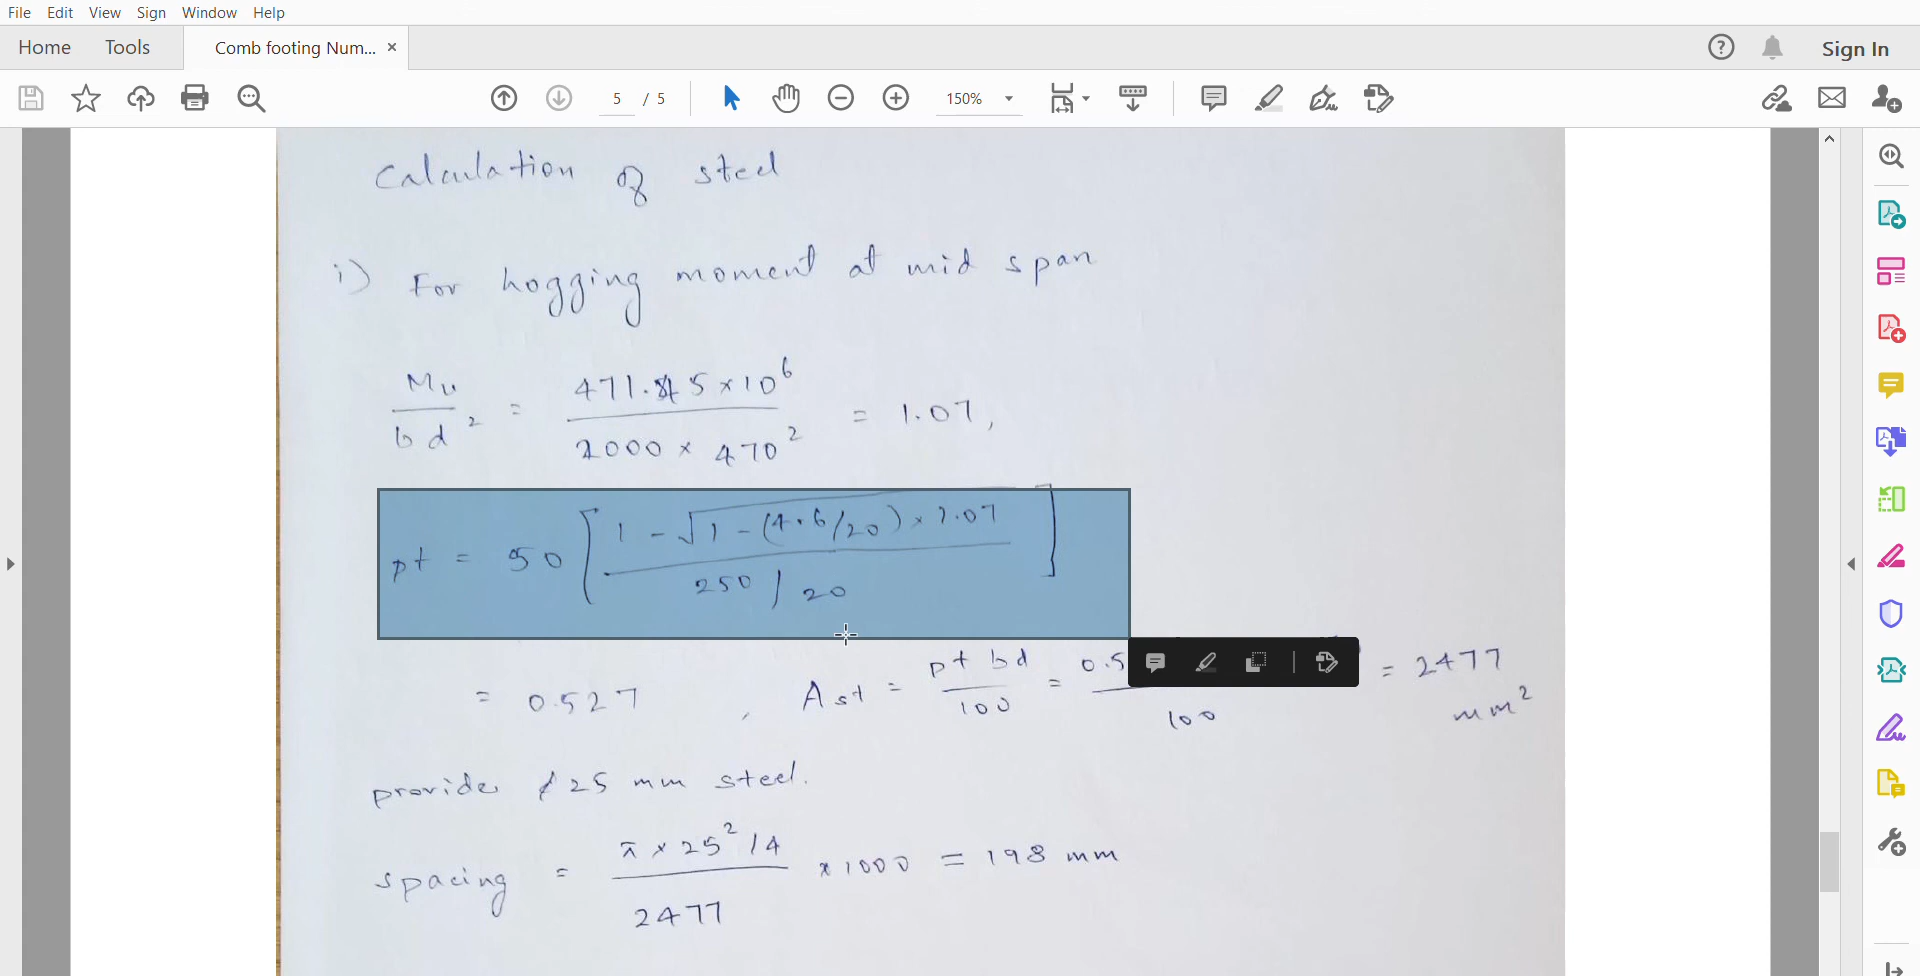 File Edit View Sign Window Help
Home Tools Comb footing Num... × Sign In
5 / 5 150%
Calculation of steel
i) For hogging moment at mid span
Mu / bd² = 471.45 × 10⁶ / 2000 × 470² = 1.07,
pt = 50 [ 1 - √1 - (4.6/20) × 1.07 / 250 / 20 ]
= 0.527 , Ast = pt bd / 100 = 0.5 / 100 = 2477 mm²
provide ∅ 25 mm steel.
spacing = π × 25² / 4 / 2477 × 1000 = 198 mm